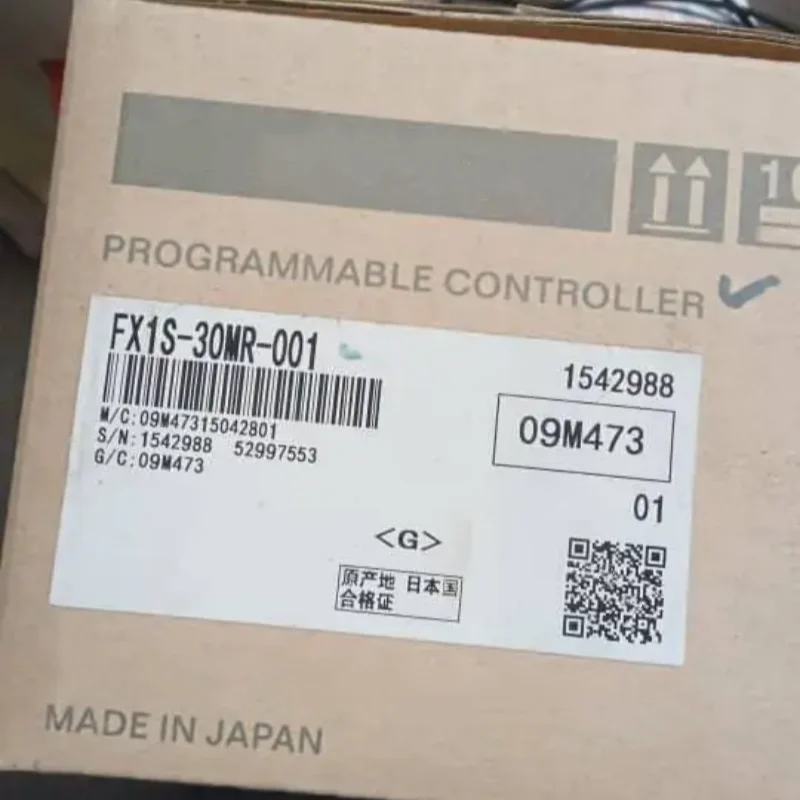 10
PROGRAMMABLE CONTROLLER
FX1S-30MR-001
1542988
M/C:09M47315042801
S/N:1542988 52997553
G/C:09M473
09M473
01
<G>
原产地 日本国
合格证
MADE IN JAPAN